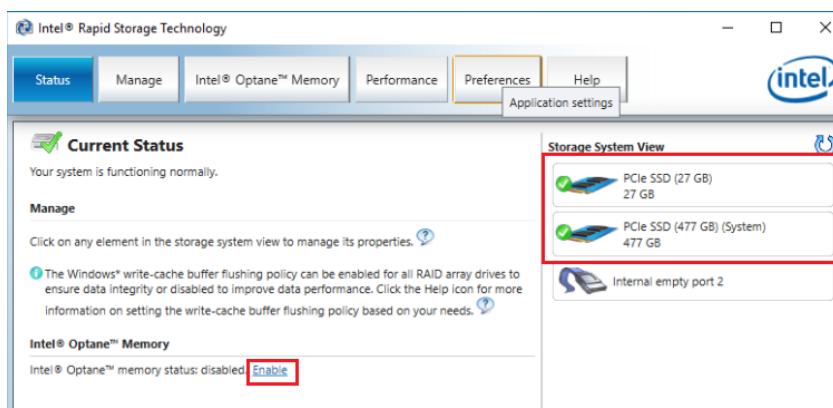 Intel® Rapid Storage Technology
Status
Manage
Intel® Optane™ Memory
Performance
Preferences
Help
Application settings
intel
Current Status
Your system is functioning normally.
Manage
Click on any element in the storage system view to manage its properties.
The Windows* write-cache buffer flushing policy can be enabled for all RAID array drives to
ensure data integrity or disabled to improve data performance. Click the Help icon for more
information on setting the write-cache buffer flushing policy based on your needs.
Intel® Optane™ Memory
Intel® Optane™ memory status: disabled. Enable
Storage System View
PCIe SSD (27 GB)
27 GB
PCIe SSD (477 GB) (System)
477 GB
Internal empty port 2